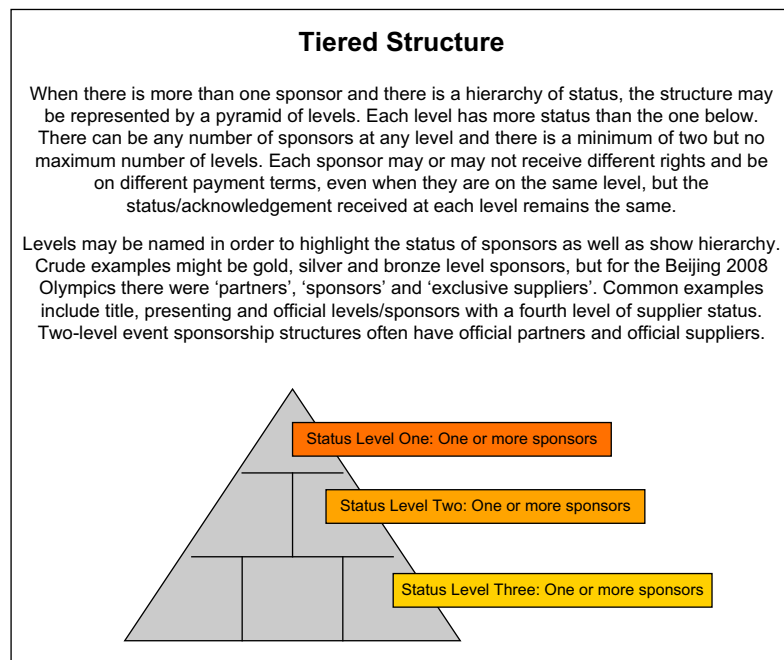 Tiered Structure
When there is more than one sponsor and there is a hierarchy of status, the structure may
be represented by a pyramid of levels. Each level has more status than the one below.
There can be any number of sponsors at any level and there is a minimum of two but no
maximum number of levels. Each sponsor may or may not receive different rights and be
on different payment terms, even when they are on the same level, but the
status/acknowledgement received at each level remains the same.
Levels may be named in order to highlight the status of sponsors as well as show hierarchy.
Crude examples might be gold, silver and bronze level sponsors, but for the Beijing 2008
Olympics there were ‘partners’, ‘sponsors’ and ‘exclusive suppliers’. Common examples
include title, presenting and official levels/sponsors with a fourth level of supplier status.
Two-level event sponsorship structures often have official partners and official suppliers.
Status Level One: One or more sponsors
Status Level Two: One or more sponsors
Status Level Three: One or more sponsors